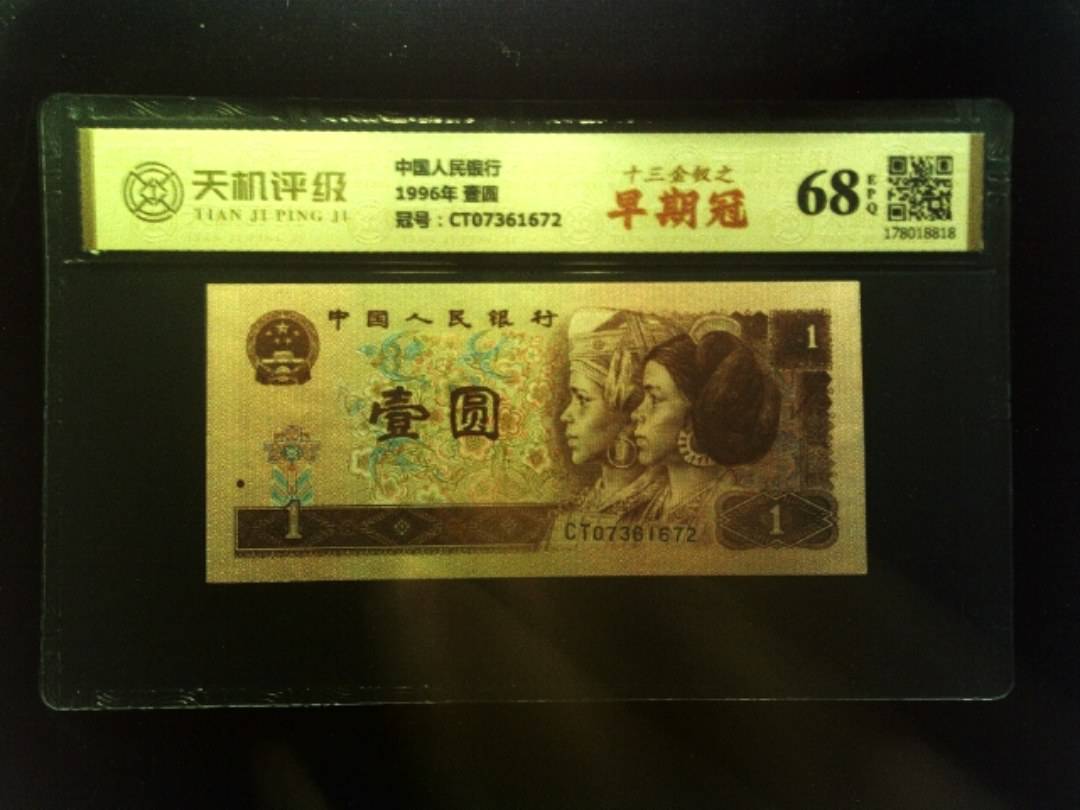 天机评级
TIAN JI PING JI
中国人民银行
1996年 壹圆
冠号：CT07361672
十三金钗之
早期冠
68
EPQ
178018818
中国人民银行
1
壹圆
1
CT07361672
1